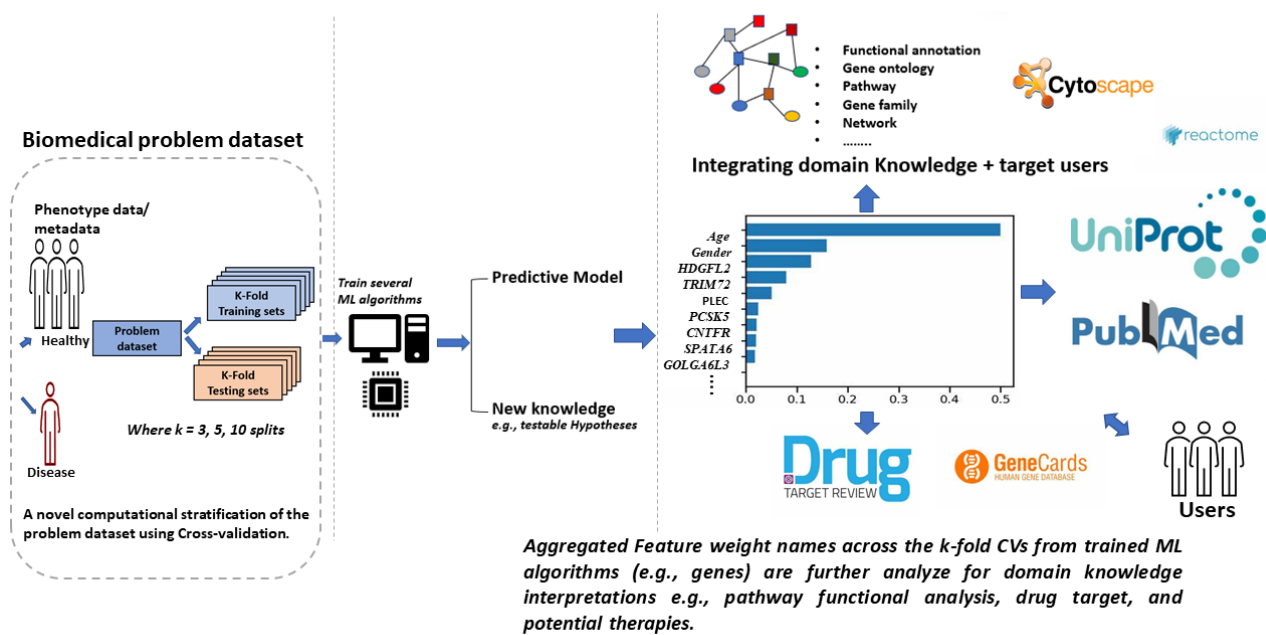 Biomedical problem dataset
Phenotype data/
metadata
Healthy
Disease
Problem
dataset
K-Fold
Training sets
K-Fold
Testing sets
Where k = 3, 5, 10 splits
A novel computational stratification of the
problem dataset using Cross-validation.
Train several
ML algorithms
Predictive Model
New knowledge
e.g., testable Hypotheses
• Functional annotation
• Gene ontology
• Pathway
• Gene family
• Network
• ........
Cytoscape
reactome
Integrating domain Knowledge + target users
Age
Gender
HDGFL2
TRIM72
PLEC
PCSK5
CNTFR
SPATA6
GOLGA6L3
0.0 0.1 0.2 0.3 0.4 0.5
UniProt
PubMed
Drug
TARGET REVIEW
GeneCards
HUMAN GENE DATABASE
Users
Aggregated Feature weight names across the k-fold CVs from trained ML
algorithms (e.g., genes) are further analyze for domain knowledge
interpretations e.g., pathway functional analysis, drug target, and
potential therapies.